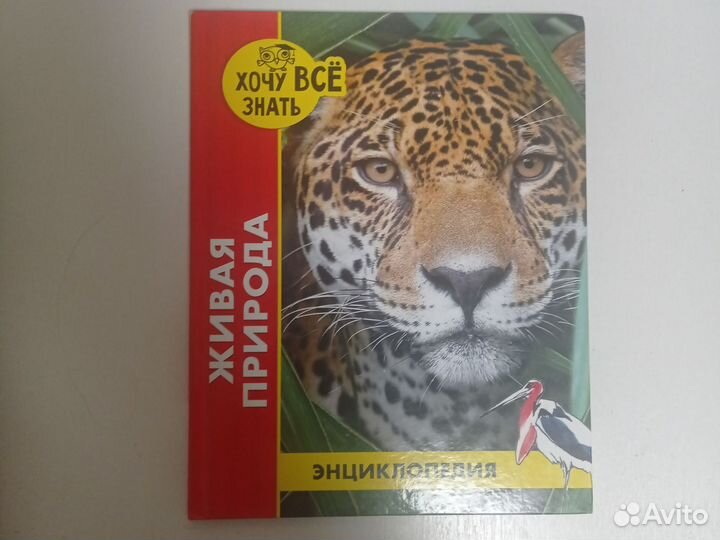 ХОЧУ ВСЁ
ЗНАТЬ
ЖИВАЯ
ПРИРОДА
ЭНЦИКЛОПЕДИЯ
Avito